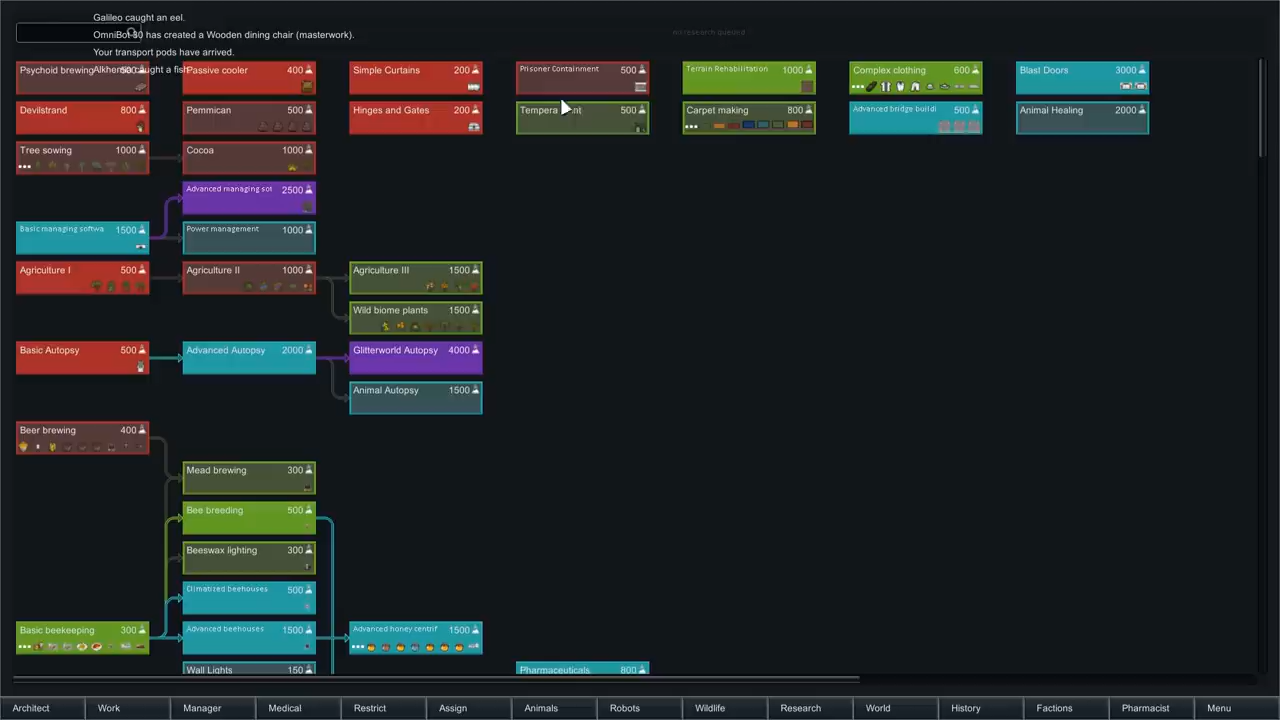 Galileo caught an eel.
OmniBot 80 has created a Wooden dining chair (masterwork).
no research queued
Your transport pods have arrived.
Alkhema caught a fish
Psychoid brewing 500
Passive cooler 400
Simple Curtains 200
Prisoner Containment 500
Terrain Rehabilitation 1000
Complex clothing 600
Blast Doors 3000
Devilstrand 800
Pemmican 500
Hinges and Gates 200
Tempera nt 500
Carpet making 800
Advanced bridge buildi 500
Animal Healing 2000
Tree sowing 1000
Cocoa 1000
Advanced managing sof 2500
Basic managing softwa 1500
Power management 1000
Agriculture I 500
Agriculture II 1000
Agriculture III 1500
Wild biome plants 1500
Basic Autopsy 500
Advanced Autopsy 2000
Glitterworld Autopsy 4000
Animal Autopsy 1500
Beer brewing 400
Mead brewing 300
Bee breeding 500
Beeswax lighting 300
Climatized beehouses 500
Basic beekeeping 300
Advanced beehouses 1500
Advanced honey centrif 1500
Wall Lights 150
Pharmaceuticals 800
Architect
Work
Manager
Medical
Restrict
Assign
Animals
Robots
Wildlife
Research
World
History
Factions
Pharmacist
Menu